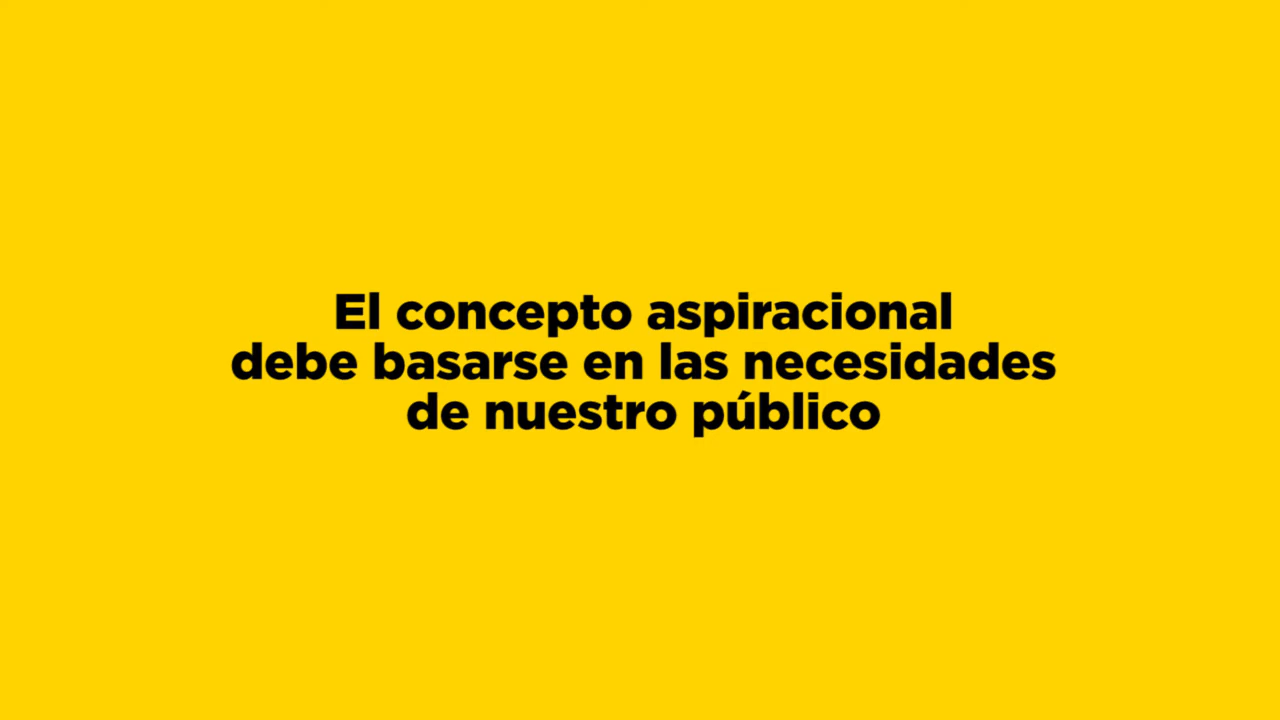 El concepto aspiracional
debe basarse en las necesidades
de nuestro público